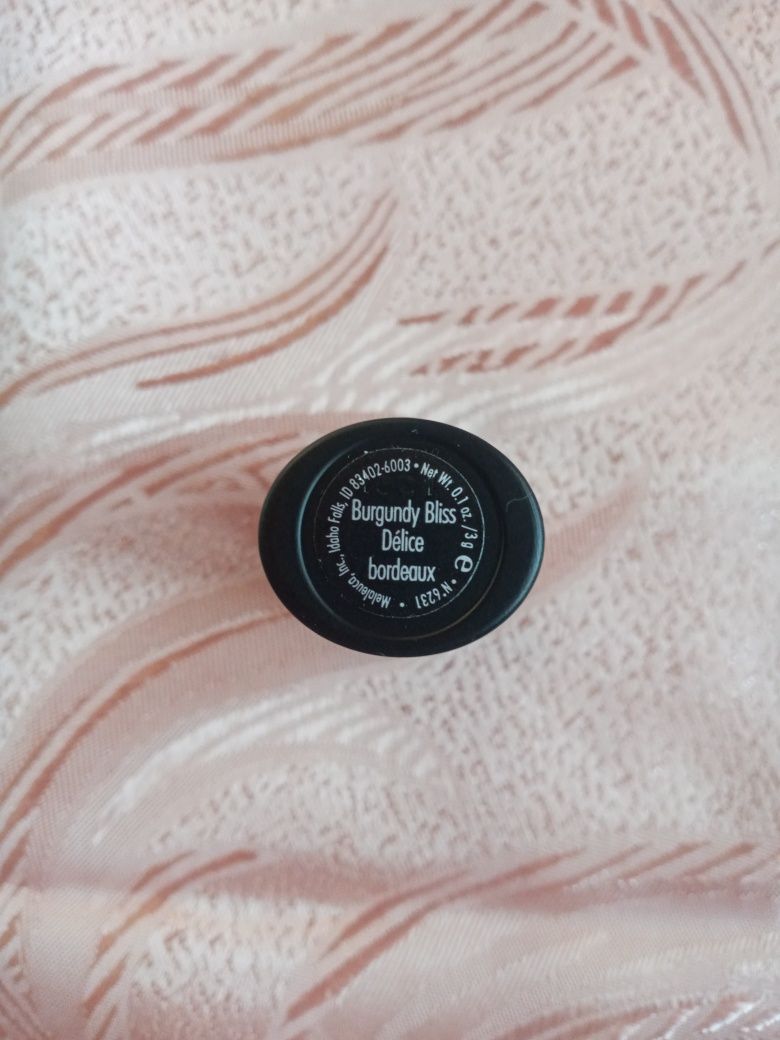 Burgundy Bliss
Délice
bordeaux
Melaleuca, Inc., Idaho Falls, ID 83402-6003 • Net Wt. 0.1 oz./3 g e • N°6231 •